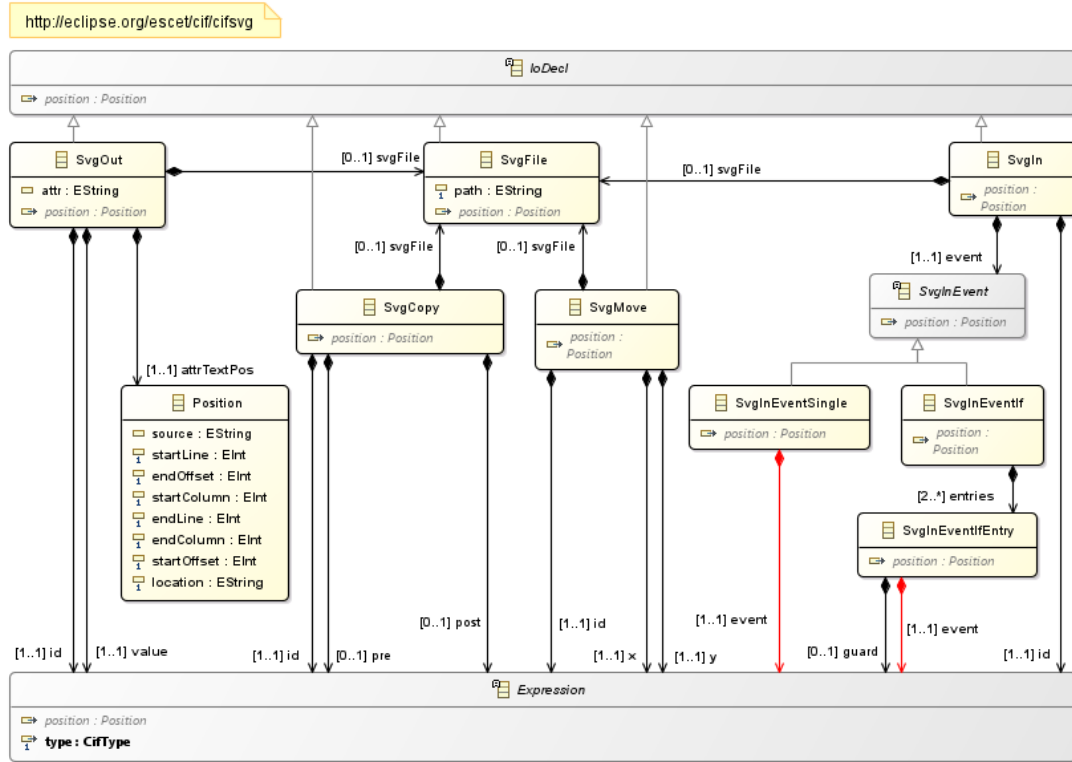 http://eclipse.org/escet/cif/cifsvg
IoDecl
position : Position
SvgOut
attr : EString
position : Position
[0..1] svgFile
SvgFile
path : EString
position : Position
[0..1] svgFile
SvgIn
position :
Position
[0..1] svgFile
[0..1] svgFile
[1..1] event
SvgCopy
position : Position
SvgMove
position :
Position
SvgInEvent
position : Position
[1..1] attrTextPos
Position
source : EString
startLine : EInt
endOffset : EInt
startColumn : EInt
endLine : EInt
endColumn : EInt
startOffset : EInt
location : EString
SvgInEventSingle
position : Position
SvgInEventIf
position :
Position
[2..*] entries
SvgInEventIfEntry
position : Position
[1..1] id
[1..1] value
[1..1] id
[0..1] pre
[0..1] post
[1..1] id
[1..1] x
[1..1] y
[1..1] event
[0..1] guard
[1..1] event
[1..1] id
Expression
position : Position
type : CifType